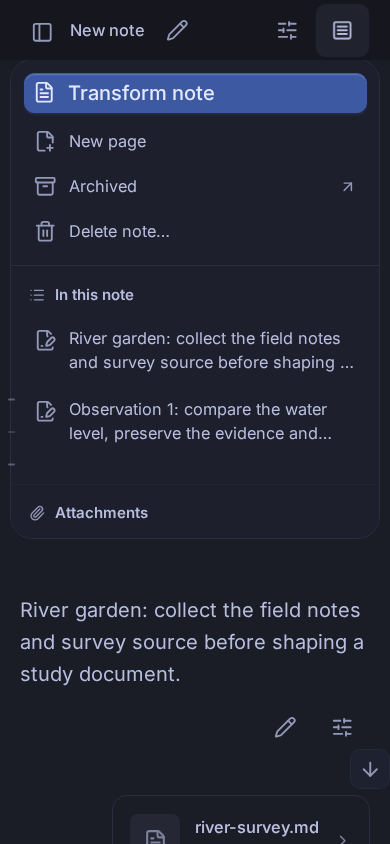 New note
Transform note
New page
Archived
Delete note...
In this note
River garden: collect the field notes
and survey source before shaping ...
Observation 1: compare the water
level, preserve the evidence and...
Attachments
River garden: collect the field notes
and survey source before shaping a
study document.
river-survey.md